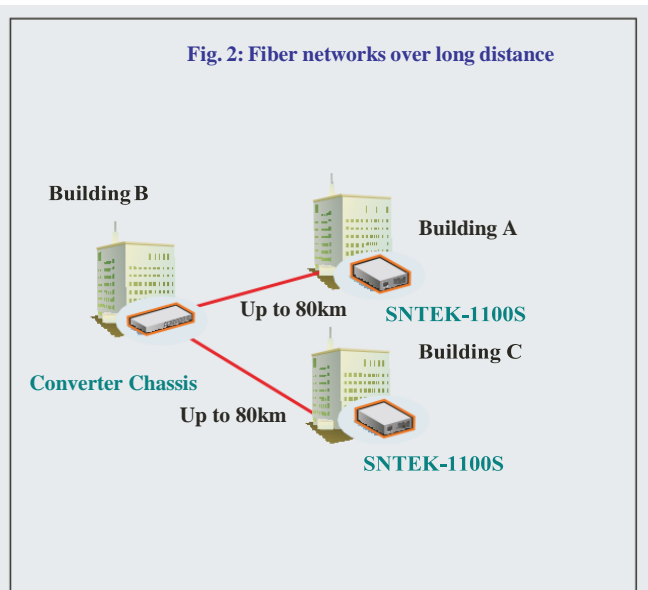 Fig. 2: Fiber networks over long distance
Building B
Building A
Up to 80km
SNTEK-1100S
Building C
Converter Chassis
Up to 80km
SNTEK-1100S